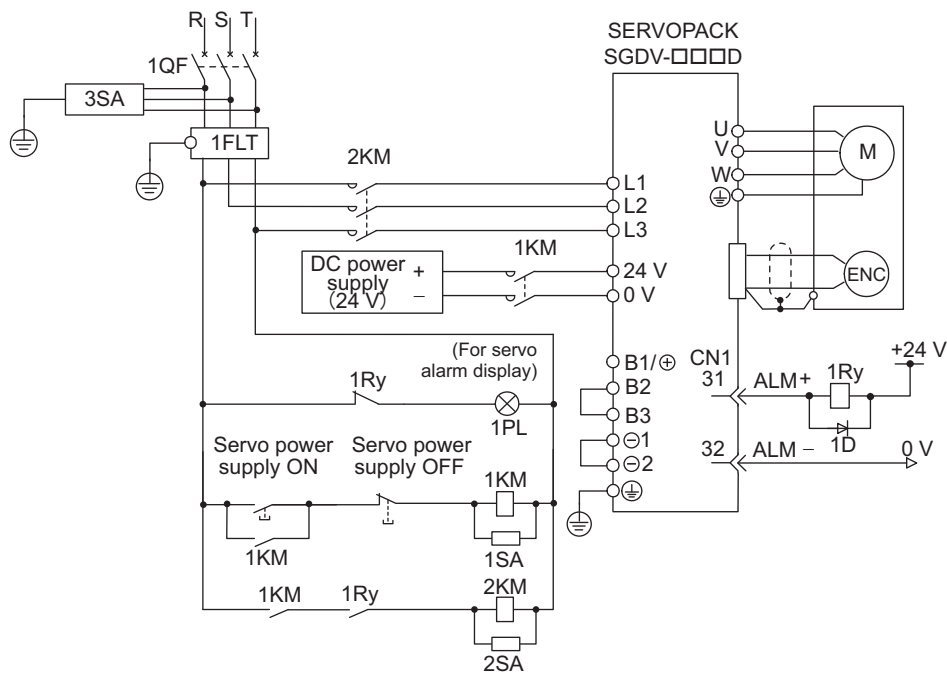 R S T
1QF
3SA
1FLT
2KM
SERVOPACK
SGDV-□□□D
U
V
W
M
L1
L2
L3
1KM
DC power
supply
(24 V)
+
−
24 V
0 V
ENC
(For servo
alarm display)
1Ry
1PL
B1/⊕
B2
B3
⊖1
⊖2
CN1
31
ALM+
1Ry
+24 V
1D
32
ALM −
0 V
Servo power
supply ON
Servo power
supply OFF
1KM
1KM
1SA
1KM
1Ry
2KM
2SA